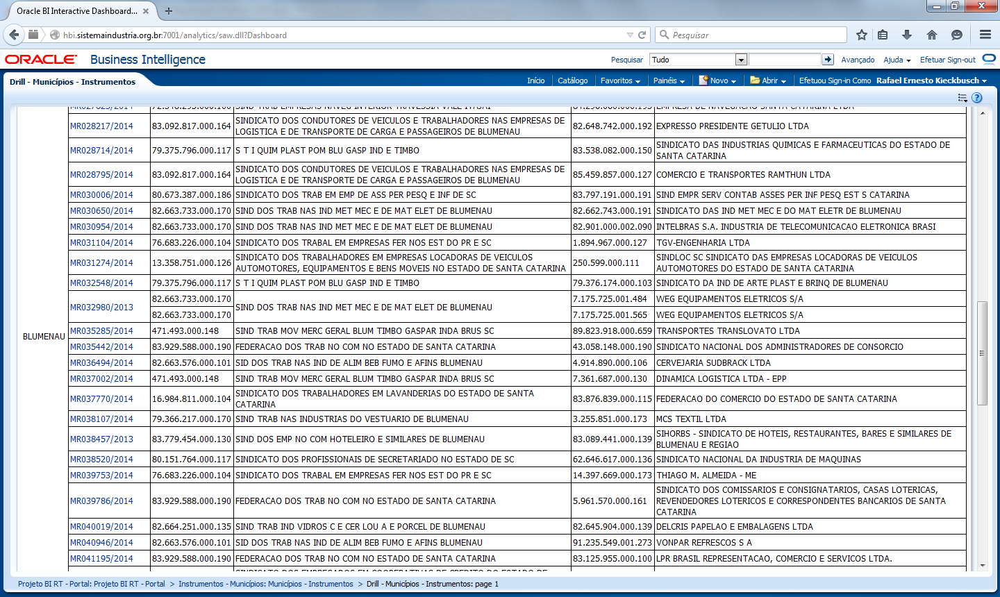 Oracle BI Interactive Dashboard...
hbi.sistemaindustria.org.br:7001/analytics/saw.dll?Dashboard
Pesquisar
ORACLE Business Intelligence
Pesquisar Tudo Avançado Ajuda Efetuar Sign-out
Drill - Municípios - Instrumentos
Início Catálogo Favoritos Painéis Novo Abrir Efetuou Sign-in Como Rafael Ernesto Kieckbusch
MR028217/2014 83.092.817.000.164 SINDICATO DOS CONDUTORES DE VEICULOS E TRABALHADORES NAS EMPRESAS DE
LOGISTICA E DE TRANSPORTE DE CARGA E PASSAGEIROS DE BLUMENAU 82.648.742.000.192 EXPRESSO PRESIDENTE GETULIO LTDA
MR028714/2014 79.375.796.000.117 S T I QUIM PLAST POM BLU GASP IND E TIMBO 83.538.082.000.150 SINDICATO DAS INDUSTRIAS QUIMICAS E FARMACEUTICAS DO ESTADO DE
SANTA CATARINA
MR028795/2014 83.092.817.000.164 SINDICATO DOS CONDUTORES DE VEICULOS E TRABALHADORES NAS EMPRESAS DE
LOGISTICA E DE TRANSPORTE DE CARGA E PASSAGEIROS DE BLUMENAU 85.459.857.000.127 COMERCIO E TRANSPORTES RAMTHUN LTDA
MR030006/2014 80.673.387.000.186 SINDICATO DOS TRAB EM EMP DE ASS PER PESQ E INF DE SC 83.797.191.000.191 SIND EMPR SERV CONTAB ASSES PER INF PESQ EST S CATARINA
MR030650/2014 82.663.733.000.170 SIND DOS TRAB NAS IND MET MEC E DE MAT ELET DE BLUMENAU 82.662.743.000.191 SINDICATO DAS IND MET MEC E DO MAT ELETR DE BLUMENAU
MR030954/2014 82.663.733.000.170 SIND DOS TRAB NAS IND MET MEC E DE MAT ELET DE BLUMENAU 82.901.000.002.090 INTELBRAS S.A. INDUSTRIA DE TELECOMUNICACAO ELETRONICA BRASI
MR031104/2014 76.683.226.000.104 SINDICATO DOS TRABAL EM EMPRESAS FER NOS EST DO PR E SC 1.894.967.000.127 TGV-ENGENHARIA LTDA
MR031274/2014 13.358.751.000.126 SINDICATO DOS TRABALHADORES EM EMPRESAS LOCADORAS DE VEICULOS
AUTOMOTORES, EQUIPAMENTOS E BENS MOVEIS NO ESTADO DE SANTA CATARINA 250.599.000.111 SINDLOC SC SINDICATO DAS EMPRESAS LOCADORAS DE VEICULOS
AUTOMOTORES DO ESTADO DE SANTA CATARINA
MR032548/2014 79.375.796.000.117 S T I QUIM PLAST POM BLU GASP IND E TIMBO 79.376.174.000.103 SINDICATO DA IND DE ARTE PLAST E BRINQ DE BLUMENAU
MR032980/2013 82.663.733.000.170 SIND DOS TRAB NAS IND MET MEC E DE MAT ELET DE BLUMENAU 7.175.725.001.484 WEG EQUIPAMENTOS ELETRICOS S/A
82.663.733.000.170 7.175.725.001.565 WEG EQUIPAMENTOS ELETRICOS S/A
BLUMENAU
MR035285/2014 471.493.000.148 SIND TRAB MOV MERC GERAL BLUM TIMBO GASPAR INDA BRUS SC 89.823.918.000.659 TRANSPORTES TRANSLOVATO LTDA
MR035442/2014 83.929.588.000.190 FEDERACAO DOS TRAB NO COM NO ESTADO DE SANTA CATARINA 43.058.148.000.190 SINDICATO NACIONAL DOS ADMINISTRADORES DE CONSORCIO
MR036494/2014 82.663.576.000.101 SID DOS TRAB NAS IND DE ALIM BEB FUMO E AFINS BLUMENAU 4.914.890.000.106 CERVEJARIA SUDBRACK LTDA
MR037002/2014 471.493.000.148 SIND TRAB MOV MERC GERAL BLUM TIMBO GASPAR INDA BRUS SC 7.361.687.000.130 DINAMICA LOGISTICA LTDA - EPP
MR037770/2014 16.984.811.000.104 SINDICATO DOS TRABALHADORES EM LAVANDERIAS DO ESTADO DE SANTA
CATARINA 83.876.839.000.115 FEDERACAO DO COMERCIO DO ESTADO DE SANTA CATARINA
MR038107/2014 79.366.217.000.170 SIND TRAB NAS INDUSTRIAS DO VESTUARIO DE BLUMENAU 3.255.851.000.173 MCS TEXTIL LTDA
MR038457/2013 83.779.454.000.130 SIND DOS EMP NO COM HOTELEIRO E SIMILARES DE BLUMENAU 83.089.441.000.139 SIHORBS - SINDICATO DE HOTEIS, RESTAURANTES, BARES E SIMILARES DE
BLUMENAU E REGIAO
MR038520/2014 80.151.764.000.117 SINDICATO DOS PROFISSIONAIS DE SECRETARIADO NO ESTADO DE SC 62.646.617.000.136 SINDICATO NACIONAL DA INDUSTRIA DE MAQUINAS
MR039753/2014 76.683.226.000.104 SINDICATO DOS TRABAL EM EMPRESAS FER NOS EST DO PR E SC 14.397.669.000.173 THIAGO M. ALMEIDA - ME
MR039786/2014 83.929.588.000.190 FEDERACAO DOS TRAB NO COM NO ESTADO DE SANTA CATARINA 5.961.570.000.161 SINDICATO DOS COMISSARIOS E CONSIGNATARIOS, CASAS LOTERICAS,
REVENDEDORES LOTERICOS E CORRESPONDENTES BANCARIOS DE SANTA
CATARINA
MR040019/2014 82.664.251.000.135 SIND TRAB IND VIDROS C E CER LOU A E PORCEL DE BLUMENAU 82.645.904.000.139 DELCRIS PAPELAO E EMBALAGENS LTDA
MR040946/2014 82.663.576.000.101 SID DOS TRAB NAS IND DE ALIM BEB FUMO E AFINS BLUMENAU 91.235.549.001.273 VONPAR REFRESCOS S A
MR041195/2014 83.929.588.000.190 FEDERACAO DOS TRAB NO COM NO ESTADO DE SANTA CATARINA 83.125.955.000.100 LPR BRASIL REPRESENTACAO, COMERCIO E SERVICOS LTDA.
Projeto BI RT - Portal: Projeto BI RT - Portal > Instrumentos - Municípios: Municípios - Instrumentos > Drill - Municípios - Instrumentos: page 1